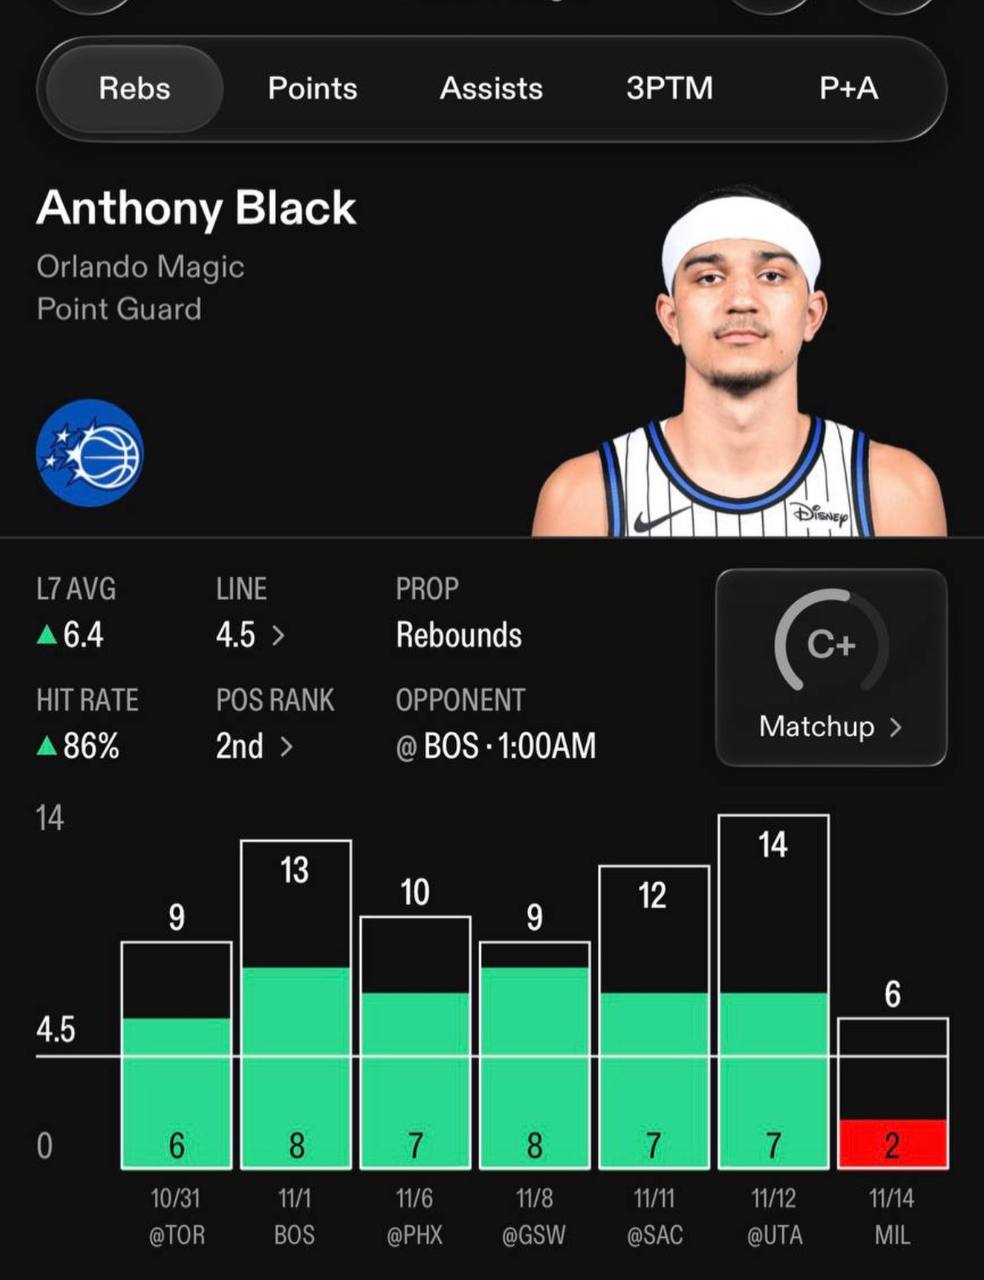 Rebs Points Assists 3PTM P+A
Anthony Black
Orlando Magic
Point Guard
Disney
L7 AVG LINE PROP
6.4 4.5 > Rebounds
C+
HIT RATE POS RANK OPPONENT
86% 2nd > @ BOS · 1:00AM
Matchup >
14
9 13 10 9 12 14 6
4.5
0
6 8 7 8 7 7 2
10/31 11/1 11/6 11/8 11/11 11/12 11/14
@TOR BOS @PHX @GSW @SAC @UTA MIL